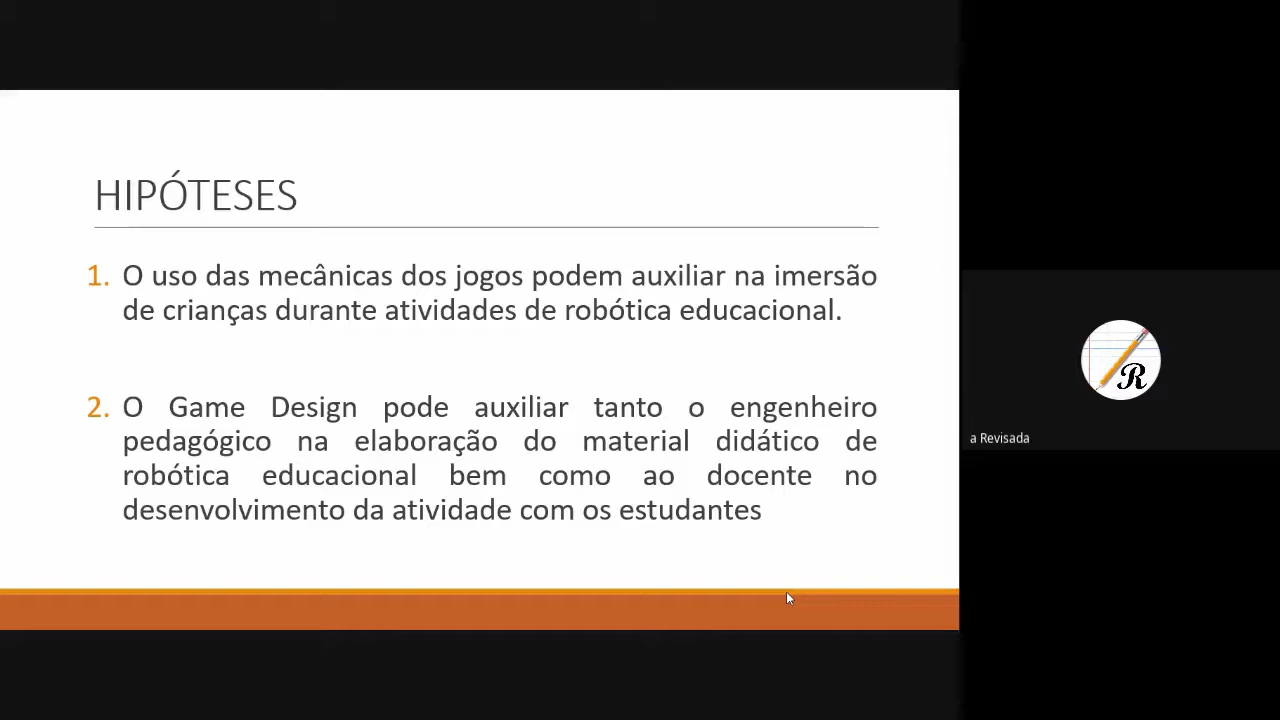 HIPÓTESES
1. O uso das mecânicas dos jogos podem auxiliar na imersão
de crianças durante atividades de robótica educacional.
2. O Game Design pode auxiliar tanto o engenheiro
pedagógico na elaboração do material didático de
robótica educacional bem como ao docente no
desenvolvimento da atividade com os estudantes
R
a Revisada